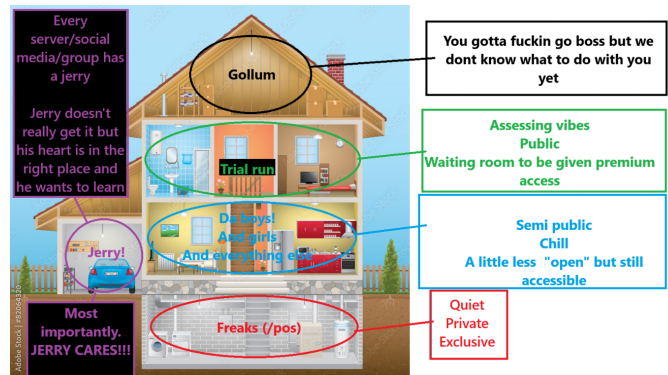 Every
server/social
media/group has
a jerry
Jerry doesn't
really get it but
his heart is in the
right place and
he wants to learn
Gollum
You gotta fuckin go boss but we
dont know what to do with you
yet
Trial run
Assessing vibes
Public
Waiting room to be given premium
access
Da boys!
And girls
And everything else
Semi public
Chill
A little less "open" but still
accessible
Jerry!
Most
importantly.
JERRY CARES!!!
Freaks (/pos)
Quiet
Private
Exclusive
Adobe Stock | #82064320